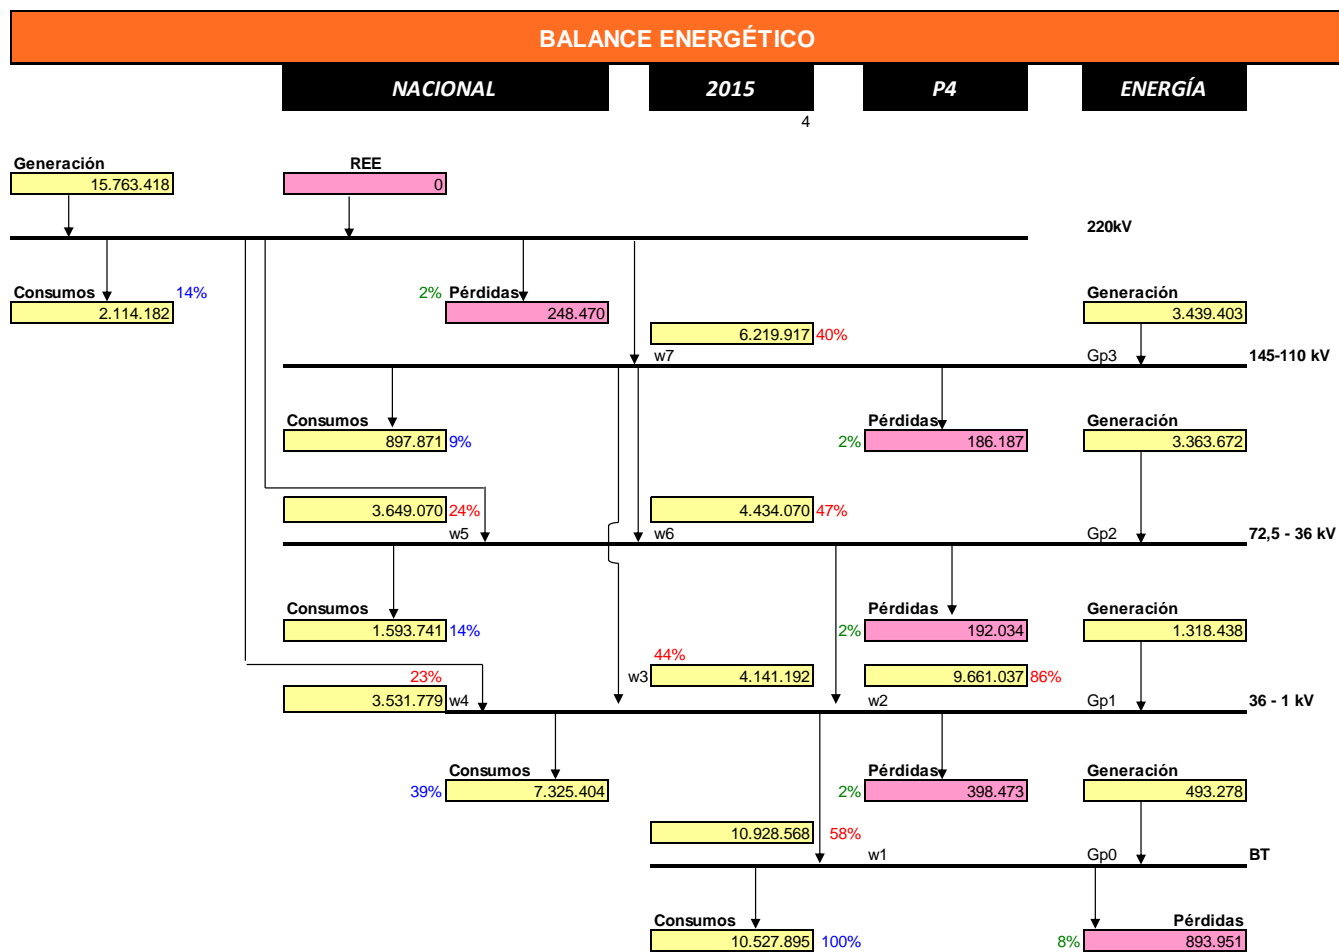 BALANCE ENERGÉTICO
NACIONAL 2015 P4 ENERGÍA
4
Generación REE
15.763.418 0
220kV
Consumos 14% 2% Pérdidas Generación
2.114.182 248.470 3.439.403
6.219.917 40%
w7 Gp3 145-110 kV
Consumos Pérdidas Generación
897.871 9% 2% 186.187 3.363.672
3.649.070 24% 4.434.070 47%
w5 w6 Gp2 72,5 - 36 kV
Consumos Pérdidas Generación
1.593.741 14% 2% 192.034 1.318.438
44%
23% w3 4.141.192 9.661.037 86%
3.531.779 w4 w2 Gp1 36 - 1 kV
Consumos Pérdidas Generación
39% 7.325.404 2% 398.473 493.278
10.928.568 58%
w1 Gp0 BT
Consumos Pérdidas
10.527.895 100% 8% 893.951